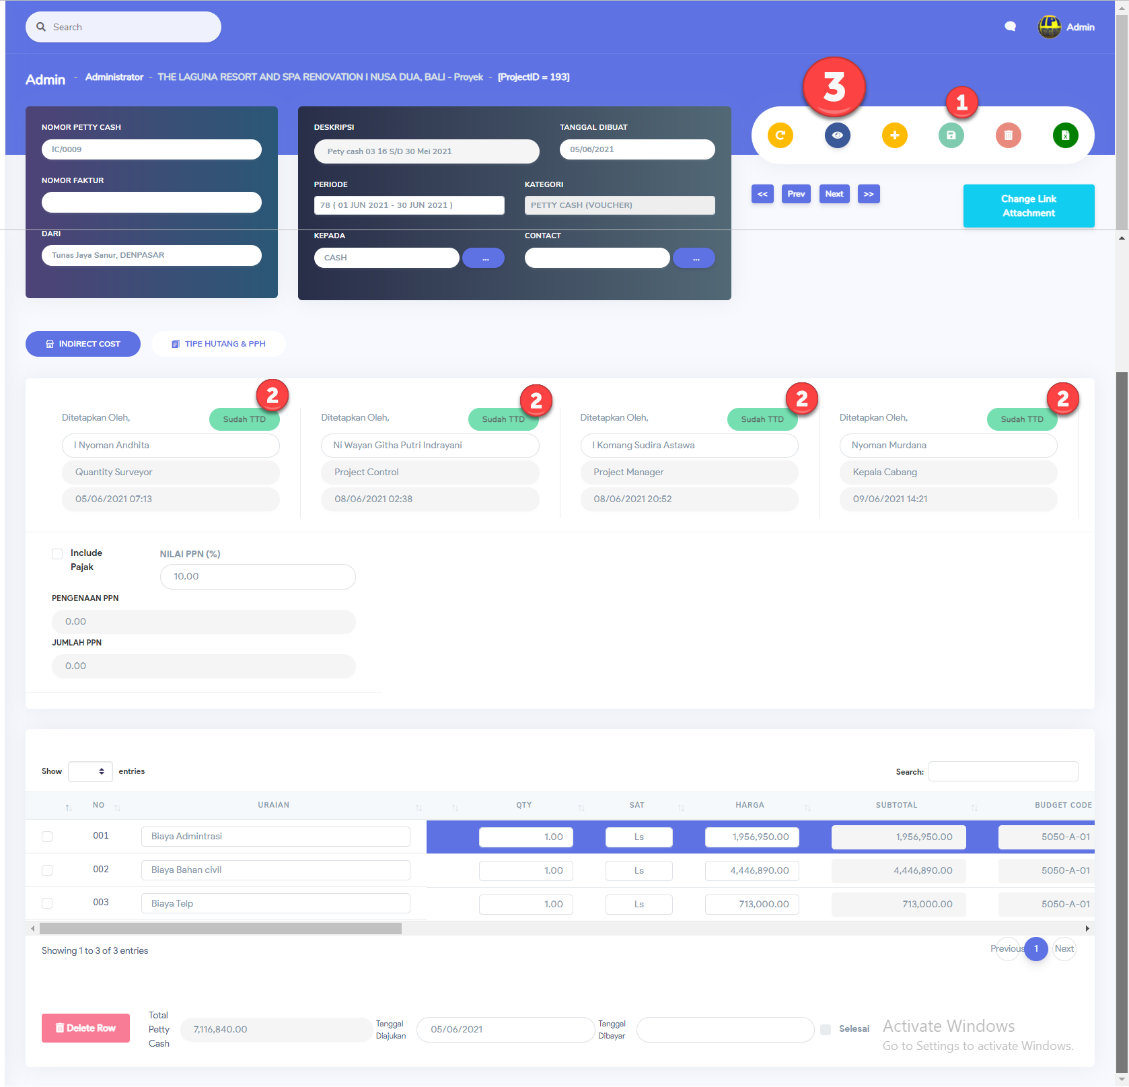 Search
Admin
Admin - Administrator - THE LAGUNA RESORT AND SPA RENOVATION I NUSA DUA, BALI - Proyek - [ProjectID = 193]
3
1
NOMOR PETTY CASH
IC/0009
NOMOR FAKTUR
DARI
Tunas Jaya Sanur, DENPASAR
DESKRIPSI
Pety cash 03 16 S/D 30 Mei 2021
TANGGAL DIBUAT
05/06/2021
PERIODE
78 ( 01 JUN 2021 - 30 JUN 2021 )
KATEGORI
PETTY CASH (VOUCHER)
KEPADA
CASH
...
CONTACT
...
<< Prev Next >>
Change Link
Attachment
INDIRECT COST
TIPE HUTANG & PPH
2
Ditetapkan Oleh,
Sudah TTD
I Nyoman Andhita
Quantity Surveyor
05/06/2021 07:13
2
Ditetapkan Oleh,
Sudah TTD
Ni Wayan Githa Putri Indrayani
Project Control
08/06/2021 02:38
2
Ditetapkan Oleh,
Sudah TTD
I Komang Sudira Astawa
Project Manager
08/06/2021 20:52
2
Ditetapkan Oleh,
Sudah TTD
Nyoman Murdana
Kepala Cabang
09/06/2021 14:21
Include
Pajak
NILAI PPN (%)
10.00
PENGENAAN PPN
0.00
JUMLAH PPN
0.00
Show entries
Search:
NO URAIAN QTY SAT HARGA SUBTOTAL BUDGET CODE
001 Biaya Admintrasi 1.00 Ls 1,956,950.00 1,956,950.00 5050-A-01
002 Biaya Bahan civil 1.00 Ls 4,446,890.00 4,446,890.00 5050-A-01
003 Biaya Telp 1.00 Ls 713,000.00 713,000.00 5050-A-01
Showing 1 to 3 of 3 entries
Previous 1 Next
Delete Row
Total
Petty
Cash
7,116,840.00
Tanggal
Diajukan
05/06/2021
Tanggal
Dibayar
Selesai
Activate Windows
Go to Settings to activate Windows.